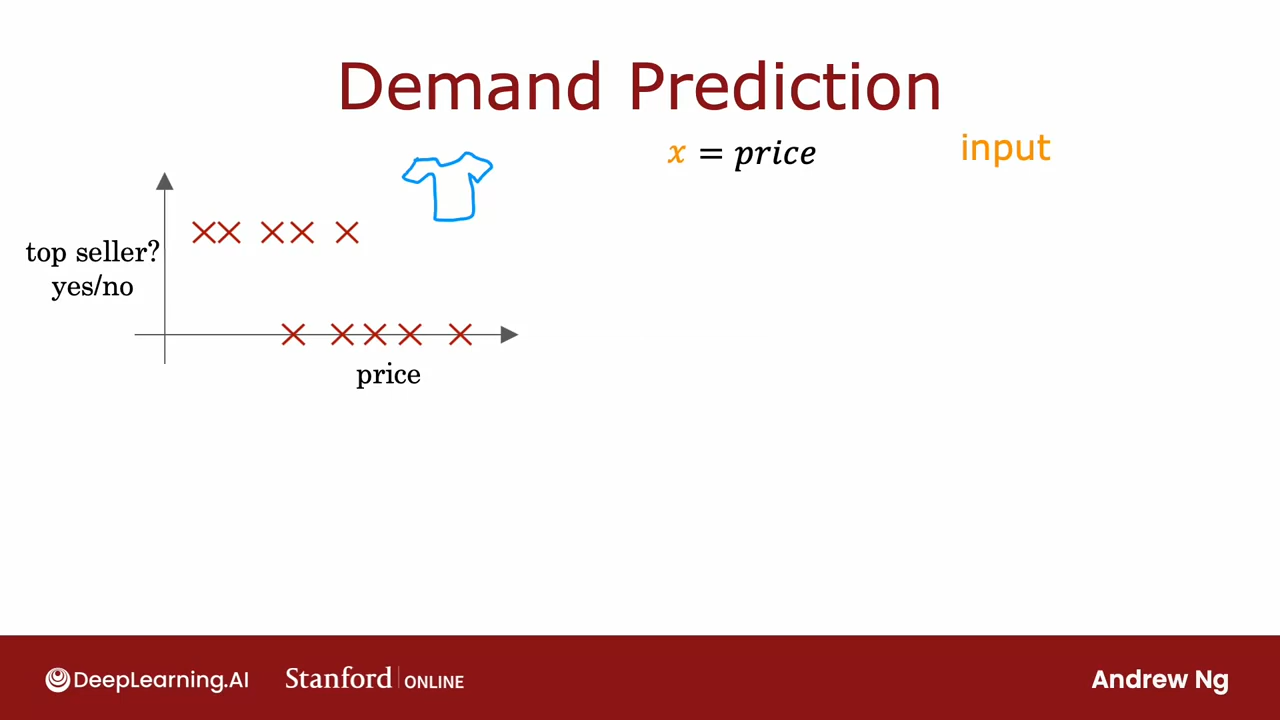 Demand Prediction
x = price
input
top seller?
yes/no
price
DeepLearning.AI
Stanford | ONLINE
Andrew Ng